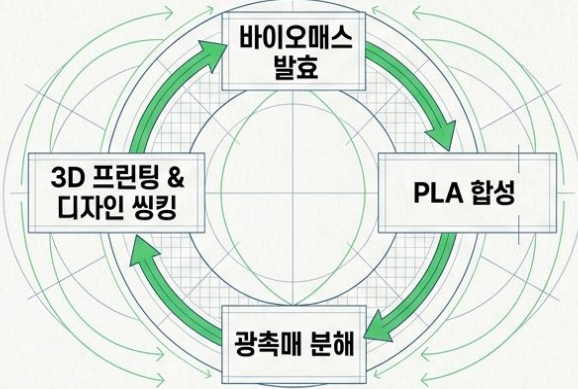 바이오매스
발효
3D 프린팅 &
디자인 씽킹
PLA 합성
광촉매 분해